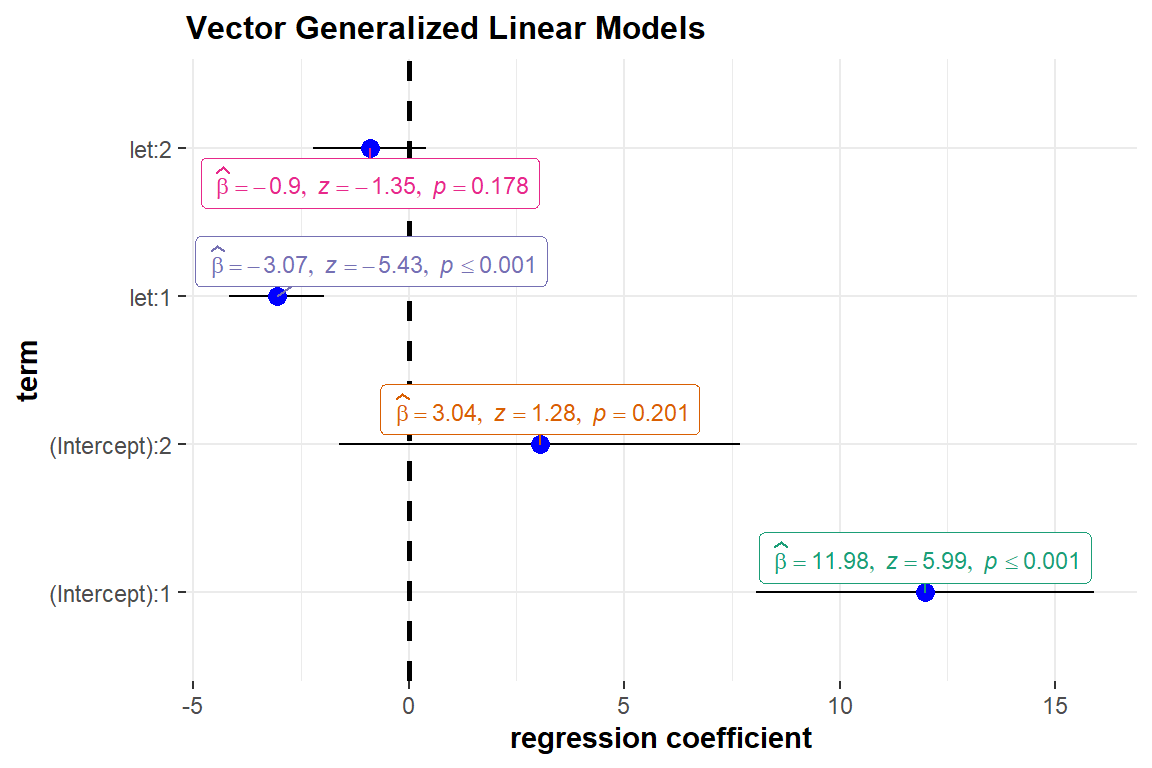 Vector Generalized Linear Models
let:2
β̂ = −0.9, z = −1.35, p = 0.178
β̂ = −3.07, z = −5.43, p ≤ 0.001
let:1
term
β̂ = 3.04, z = 1.28, p = 0.201
(Intercept):2
β̂ = 11.98, z = 5.99, p ≤ 0.001
(Intercept):1
-5 0 5 10 15
regression coefficient